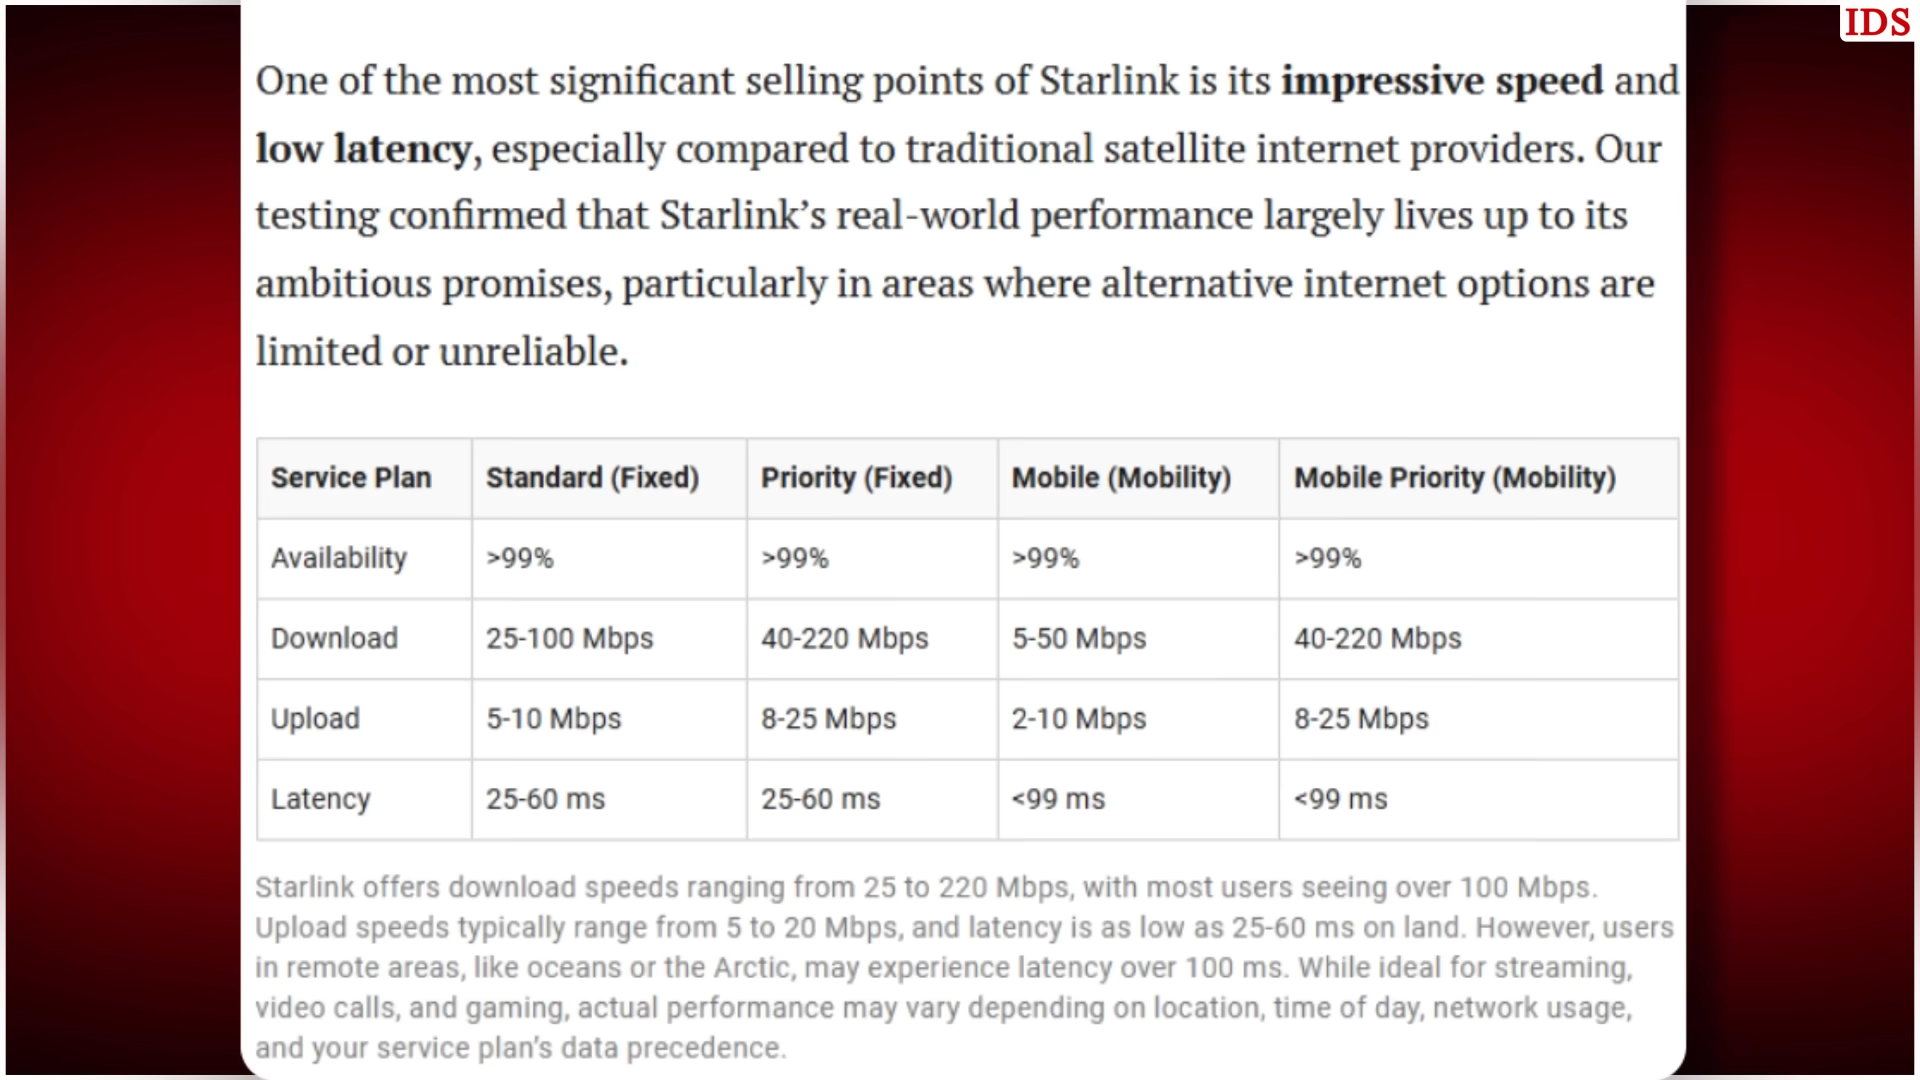 IDS
One of the most significant selling points of Starlink is its impressive speed and
low latency, especially compared to traditional satellite internet providers. Our
testing confirmed that Starlink’s real-world performance largely lives up to its
ambitious promises, particularly in areas where alternative internet options are
limited or unreliable.
Service Plan Standard (Fixed) Priority (Fixed) Mobile (Mobility) Mobile Priority (Mobility)
Availability >99% >99% >99% >99%
Download 25-100 Mbps 40-220 Mbps 5-50 Mbps 40-220 Mbps
Upload 5-10 Mbps 8-25 Mbps 2-10 Mbps 8-25 Mbps
Latency 25-60 ms 25-60 ms <99 ms <99 ms
Starlink offers download speeds ranging from 25 to 220 Mbps, with most users seeing over 100 Mbps.
Upload speeds typically range from 5 to 20 Mbps, and latency is as low as 25-60 ms on land. However, users
in remote areas, like oceans or the Arctic, may experience latency over 100 ms. While ideal for streaming,
video calls, and gaming, actual performance may vary depending on location, time of day, network usage,
and your service plan’s data precedence.